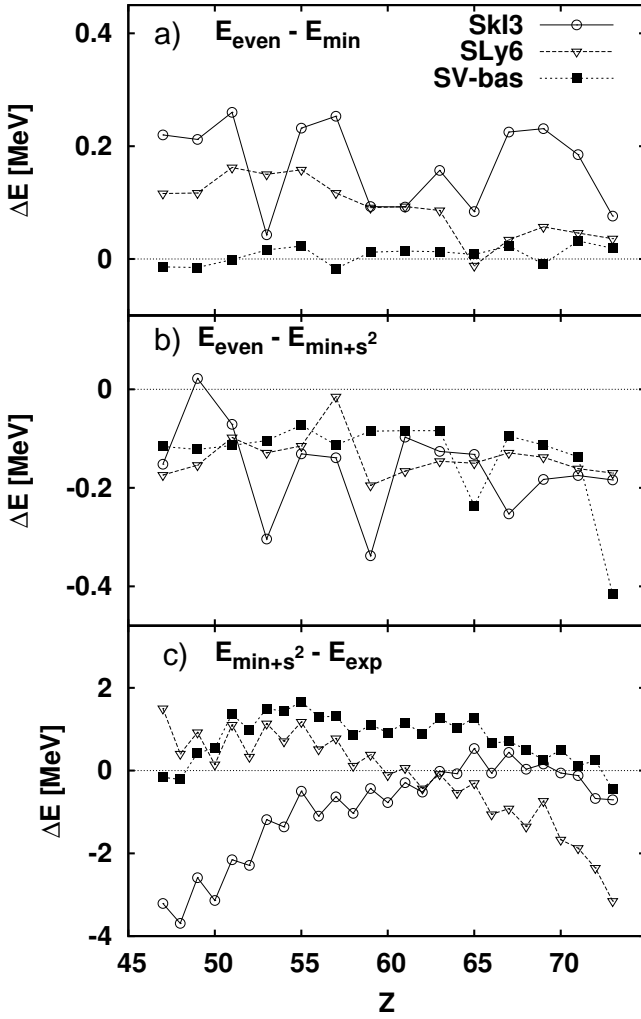 a) E_even - E_min
SkI3
SLy6
SV-bas
0.4
0.2
0
ΔE [MeV]
b) E_even - E_min+s²
0
-0.2
-0.4
ΔE [MeV]
c) E_min+s² - E_exp
2
0
-2
-4
ΔE [MeV]
45 50 55 60 65 70
Z